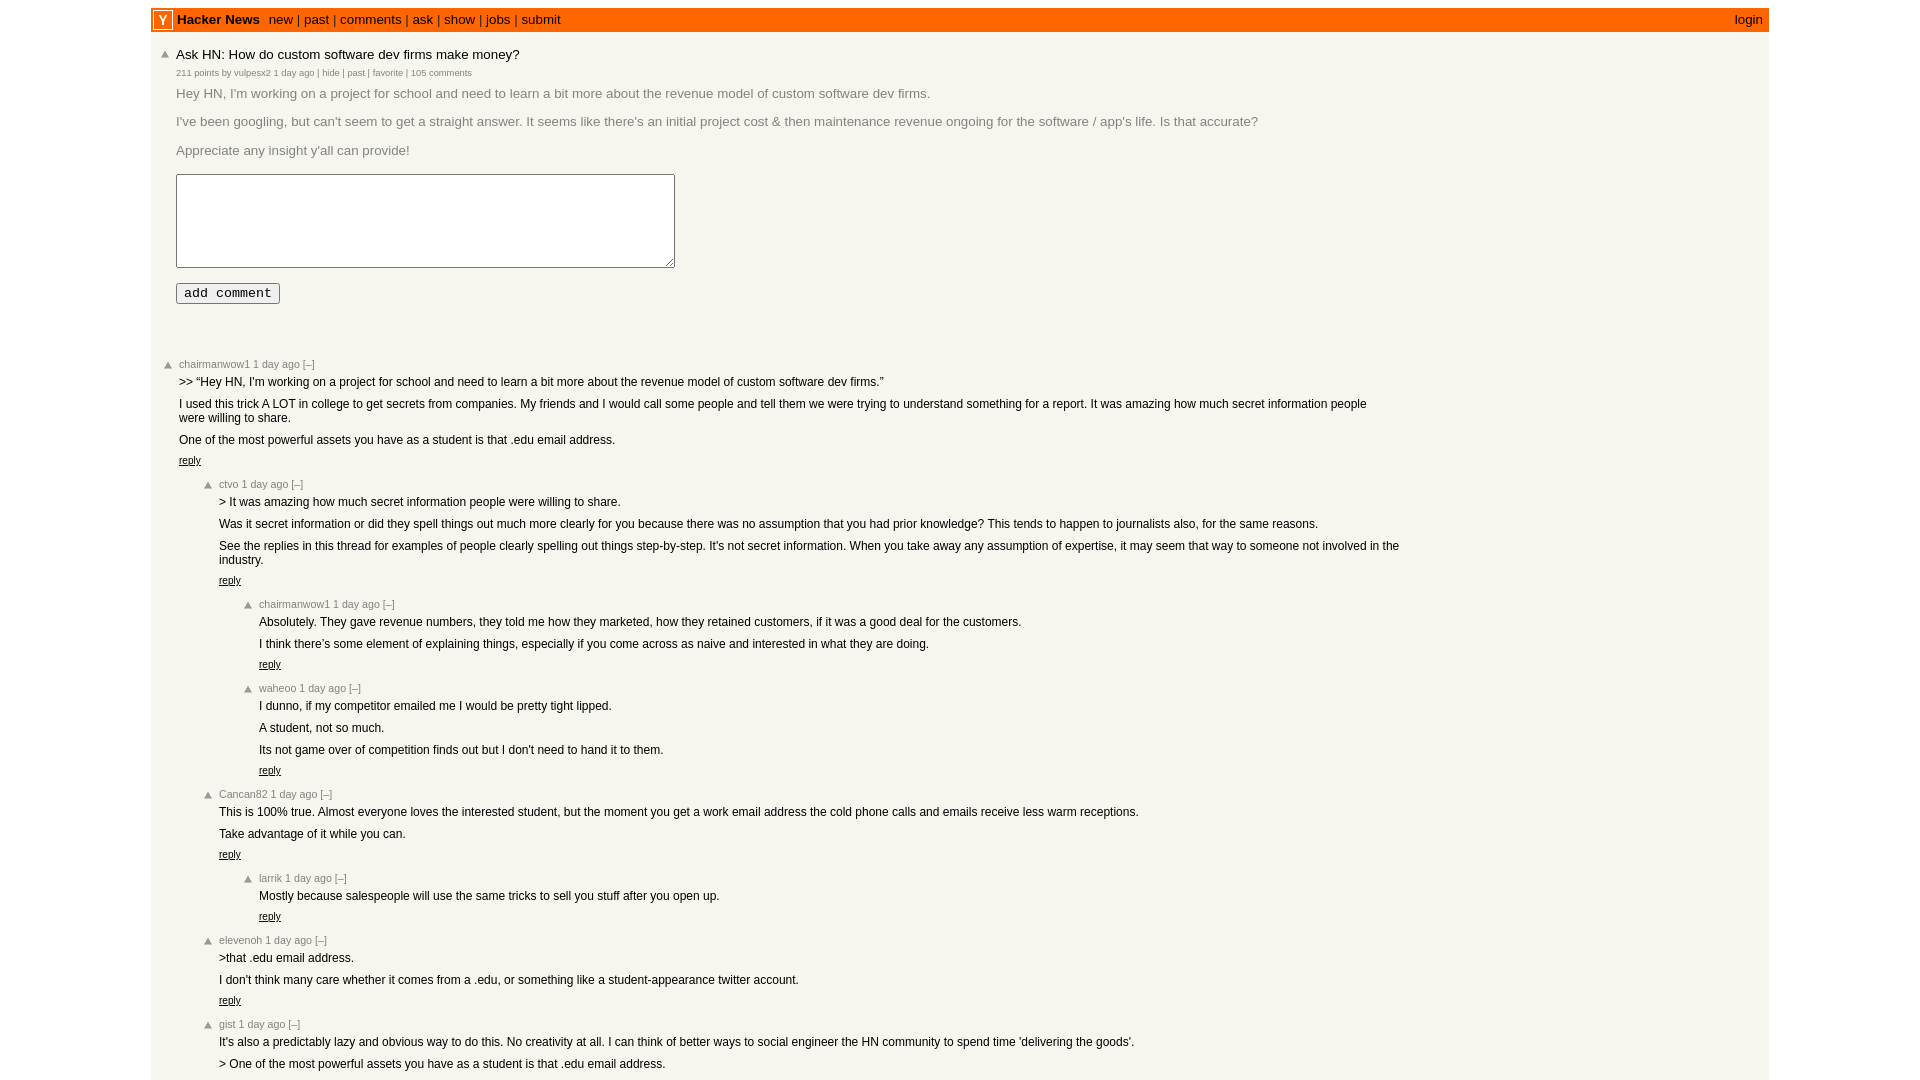 Y Hacker News new | past | comments | ask | show | jobs | submit login
Ask HN: How do custom software dev firms make money?
211 points by vulpesx2 1 day ago | hide | past | favorite | 105 comments
Hey HN, I'm working on a project for school and need to learn a bit more about the revenue model of custom software dev firms.
I've been googling, but can't seem to get a straight answer. It seems like there's an initial project cost & then maintenance revenue ongoing for the software / app's life. Is that accurate?
Appreciate any insight y'all can provide!
add comment
chairmanwow1 1 day ago [–]
>> “Hey HN, I'm working on a project for school and need to learn a bit more about the revenue model of custom software dev firms.”
I used this trick A LOT in college to get secrets from companies. My friends and I would call some people and tell them we were trying to understand something for a report. It was amazing how much secret information people
were willing to share.
One of the most powerful assets you have as a student is that .edu email address.
reply
ctvo 1 day ago [–]
> It was amazing how much secret information people were willing to share.
Was it secret information or did they spell things out much more clearly for you because there was no assumption that you had prior knowledge? This tends to happen to journalists also, for the same reasons.
See the replies in this thread for examples of people clearly spelling out things step-by-step. It's not secret information. When you take away any assumption of expertise, it may seem that way to someone not involved in the
industry.
reply
chairmanwow1 1 day ago [–]
Absolutely. They gave revenue numbers, they told me how they marketed, how they retained customers, if it was a good deal for the customers.
I think there’s some element of explaining things, especially if you come across as naive and interested in what they are doing.
reply
waheoo 1 day ago [–]
I dunno, if my competitor emailed me I would be pretty tight lipped.
A student, not so much.
Its not game over of competition finds out but I don't need to hand it to them.
reply
Cancan82 1 day ago [–]
This is 100% true. Almost everyone loves the interested student, but the moment you get a work email address the cold phone calls and emails receive less warm receptions.
Take advantage of it while you can.
reply
larrik 1 day ago [–]
Mostly because salespeople will use the same tricks to sell you stuff after you open up.
reply
elevenoh 1 day ago [–]
>that .edu email address.
I don't think many care whether it comes from a .edu, or something like a student-appearance twitter account.
reply
gist 1 day ago [–]
It's also a predictably lazy and obvious way to do this. No creativity at all. I can think of better ways to social engineer the HN community to spend time 'delivering the goods'.
> One of the most powerful assets you have as a student is that .edu email address.